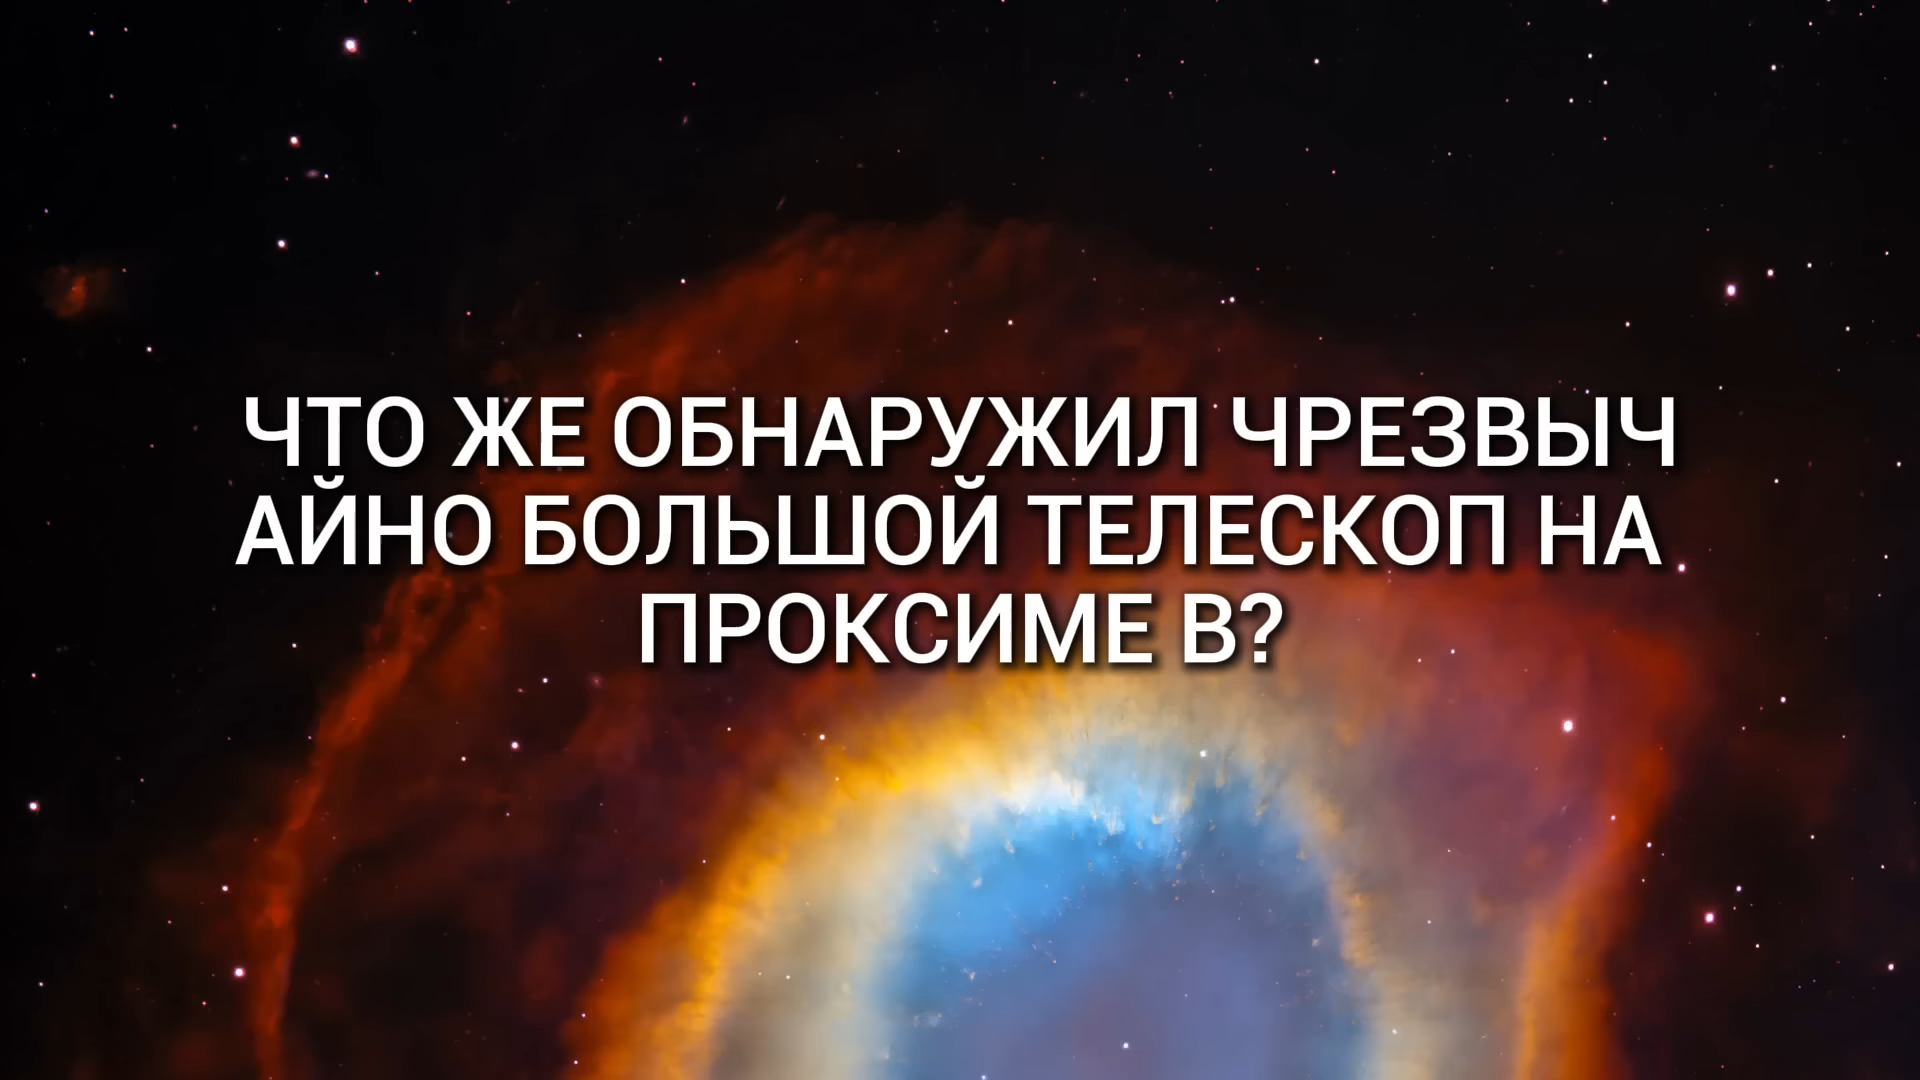 ЧТО ЖЕ ОБНАРУЖИЛ ЧРЕЗВЫЧ
АЙНО БОЛЬШОЙ ТЕЛЕСКОП НА
ПРОКСИМЕ B?